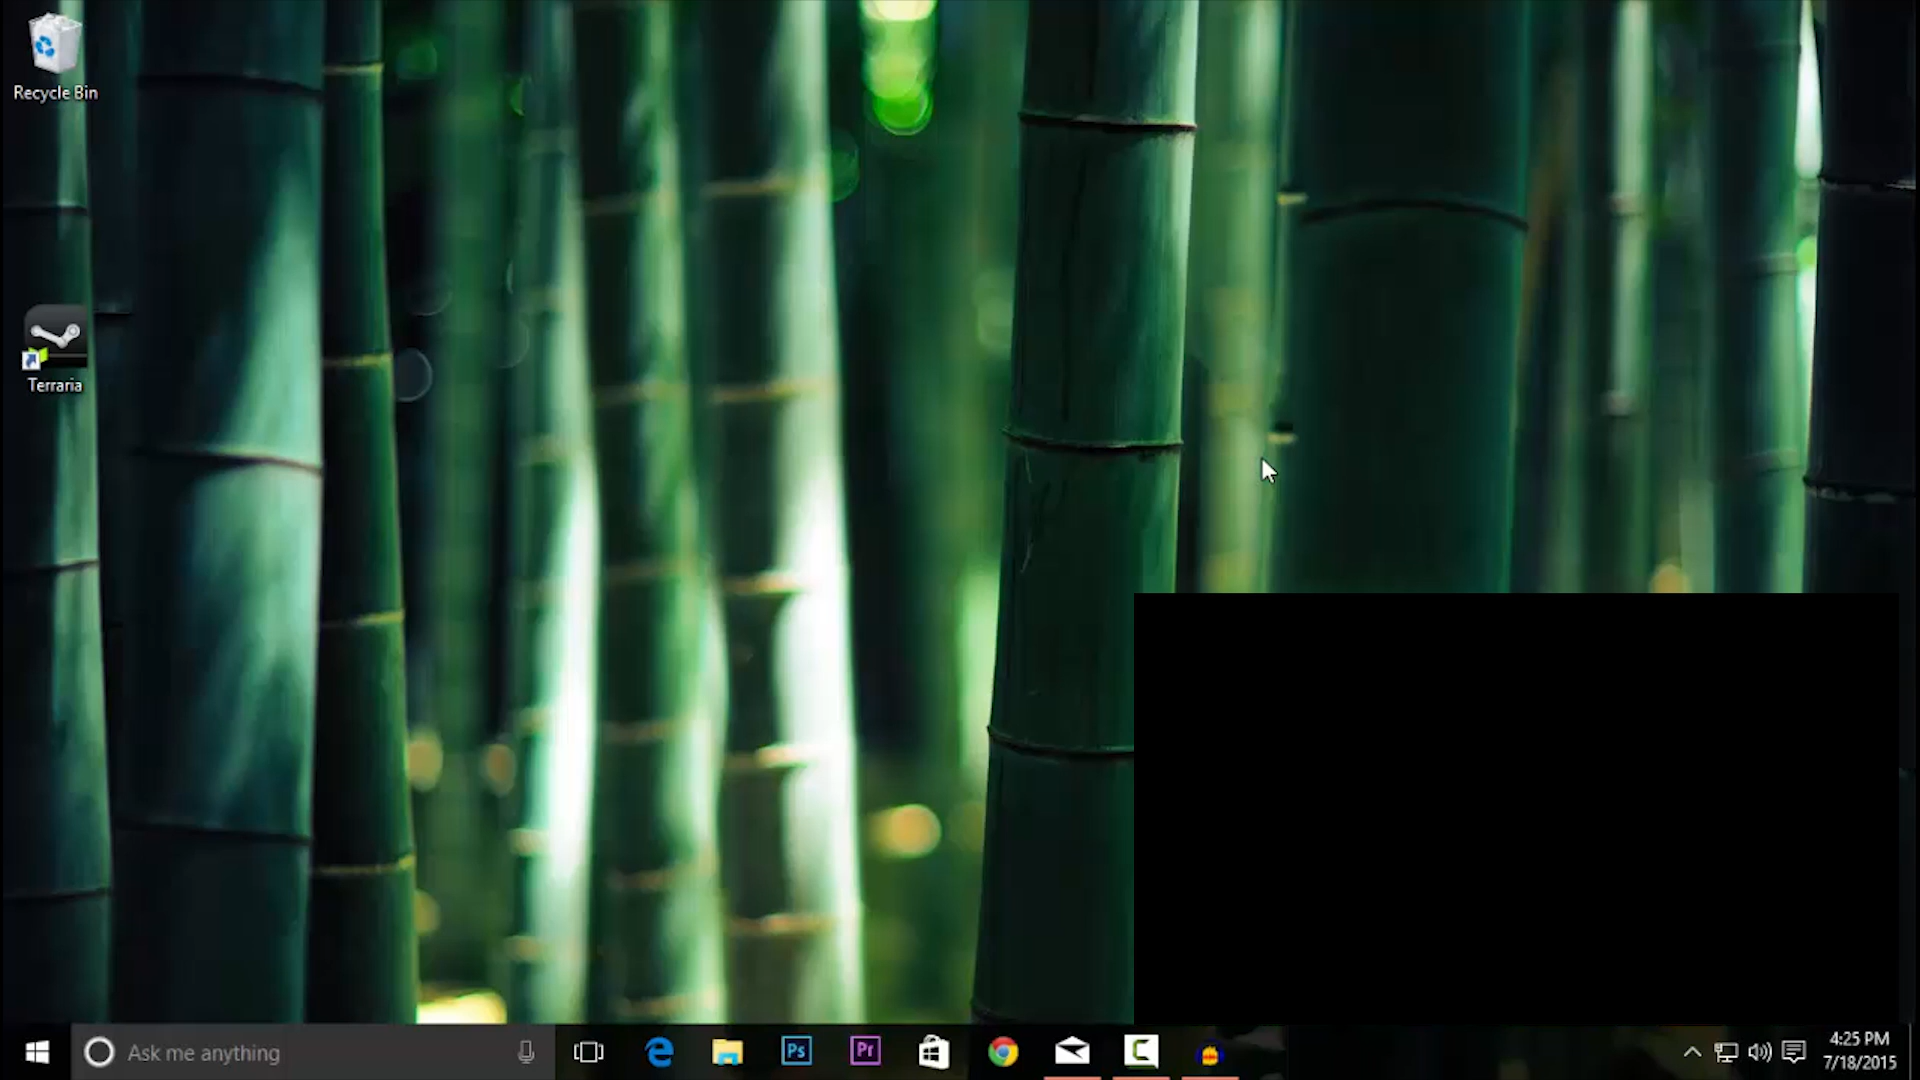 Recycle Bin
Terraria
Ask me anything
Ps
Pr
4:25 PM
7/18/2015